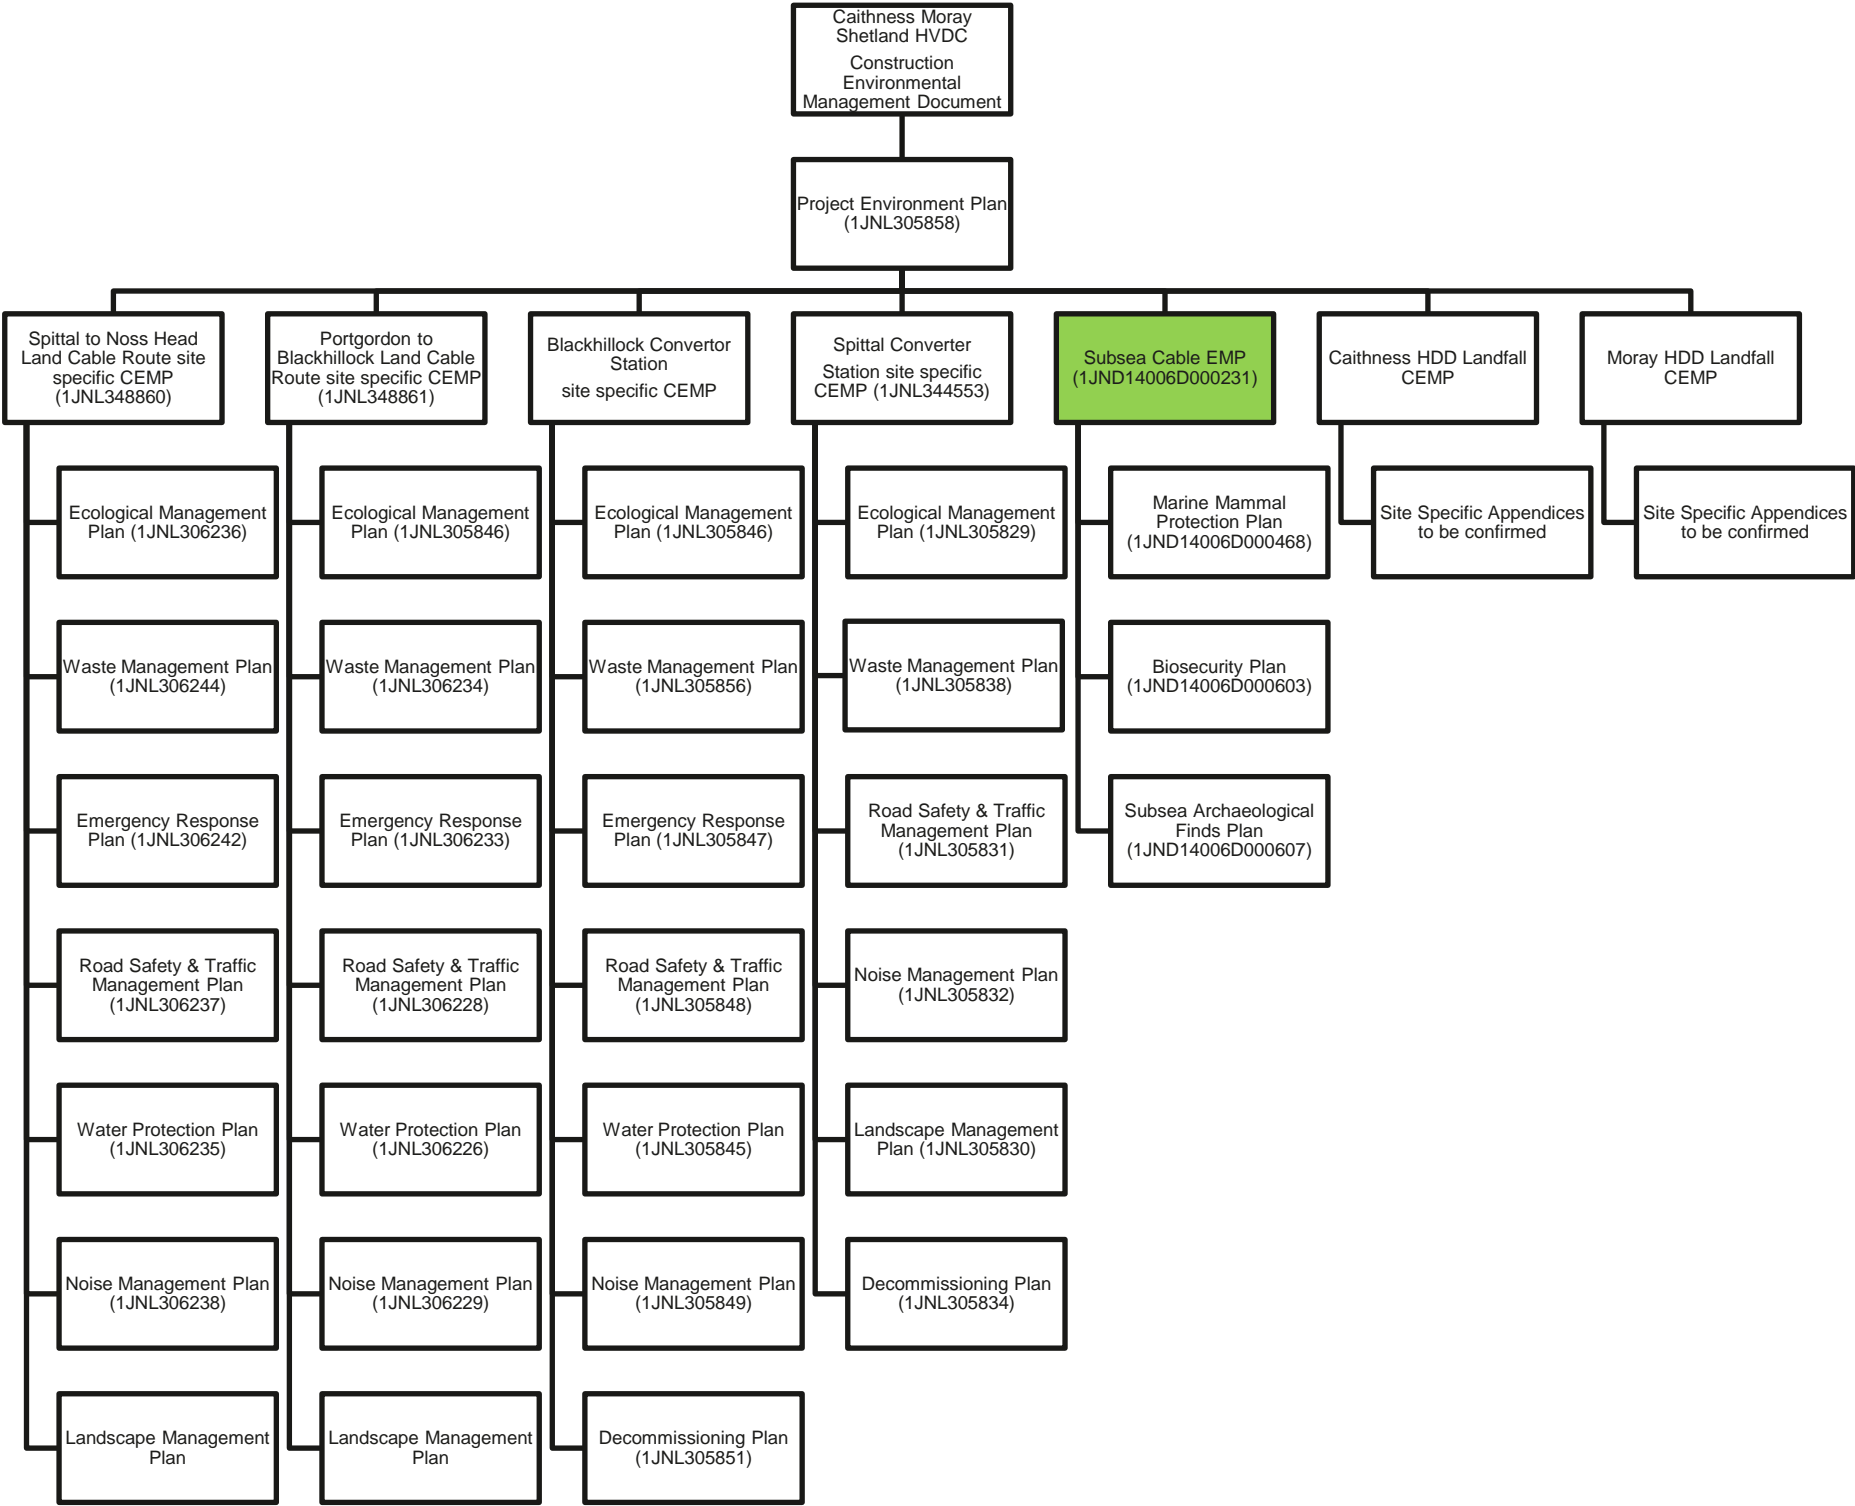 Caithness Moray
Shetland HVDC
Construction
Environmental
Management Document
Project Environment Plan
(1JNL305858)
Spittal to Noss Head
Land Cable Route site
specific CEMP
(1JNL348860)
Ecological Management
Plan (1JNL306236)
Waste Management Plan
(1JNL306244)
Emergency Response
Plan (1JNL306242)
Road Safety & Traffic
Management Plan
(1JNL306237)
Water Protection Plan
(1JNL306235)
Noise Management Plan
(1JNL306238)
Landscape Management
Plan
Portgordon to
Blackhillock Land Cable
Route site specific CEMP
(1JNL348861)
Ecological Management
Plan (1JNL305846)
Waste Management Plan
(1JNL306234)
Emergency Response
Plan (1JNL306233)
Road Safety & Traffic
Management Plan
(1JNL306228)
Water Protection Plan
(1JNL306226)
Noise Management Plan
(1JNL306229)
Landscape Management
Plan
Blackhillock Convertor
Station
site specific CEMP
Ecological Management
Plan (1JNL305846)
Waste Management Plan
(1JNL305856)
Emergency Response
Plan (1JNL305847)
Road Safety & Traffic
Management Plan
(1JNL305848)
Water Protection Plan
(1JNL305845)
Noise Management Plan
(1JNL305849)
Decommissioning Plan
(1JNL305851)
Spittal Converter
Station site specific
CEMP (1JNL344553)
Ecological Management
Plan (1JNL305829)
Waste Management Plan
(1JNL305838)
Road Safety & Traffic
Management Plan
(1JNL305831)
Noise Management Plan
(1JNL305832)
Landscape Management
Plan (1JNL305830)
Decommissioning Plan
(1JNL305834)
Subsea Cable EMP
(1JND14006D000231)
Marine Mammal
Protection Plan
(1JND14006D000468)
Biosecurity Plan
(1JND14006D000603)
Subsea Archaeological
Finds Plan
(1JND14006D000607)
Caithness HDD Landfall
CEMP
Site Specific Appendices
to be confirmed
Moray HDD Landfall
CEMP
Site Specific Appendices
to be confirmed